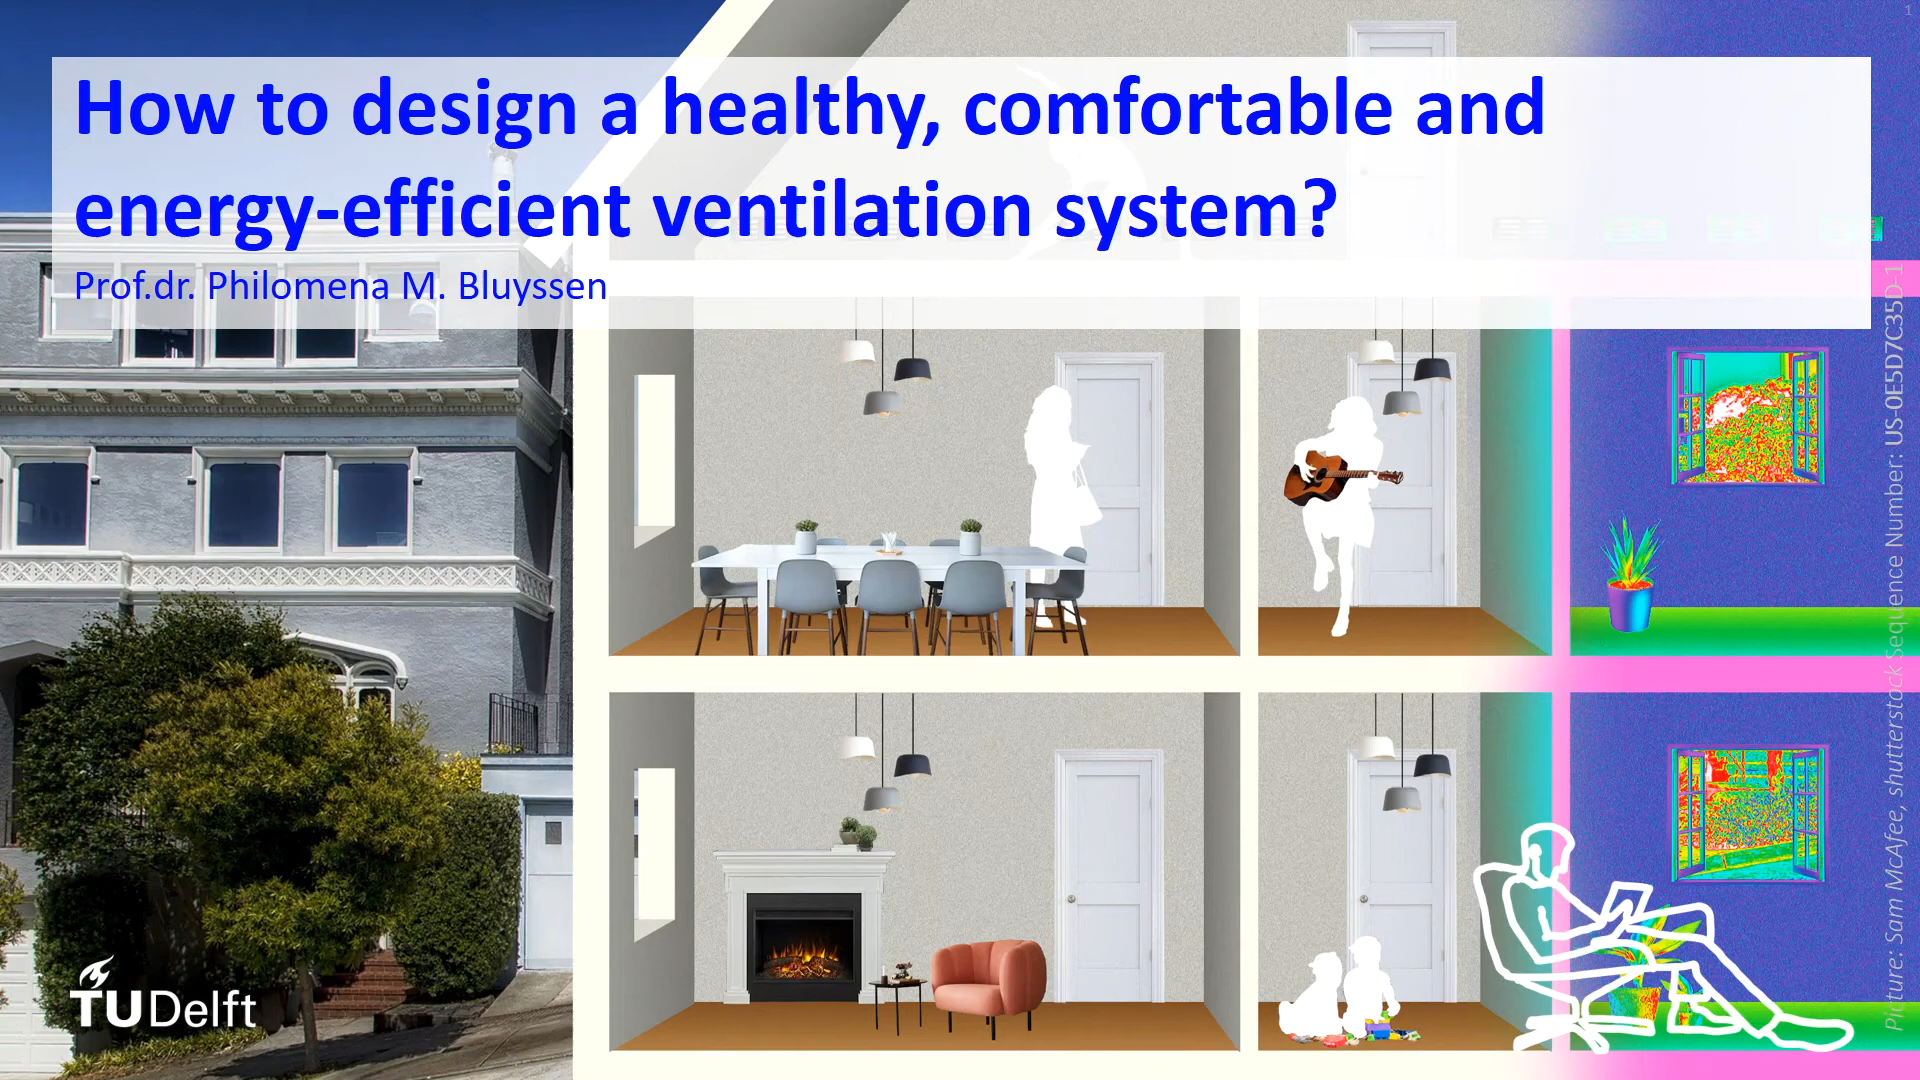 1
How to design a healthy, comfortable and
energy-efficient ventilation system?
Prof.dr. Philomena M. Bluyssen
Picture: Sam McAfee, shutterstock Sequence Number: US-0E5D7C35D-1
TUDelft